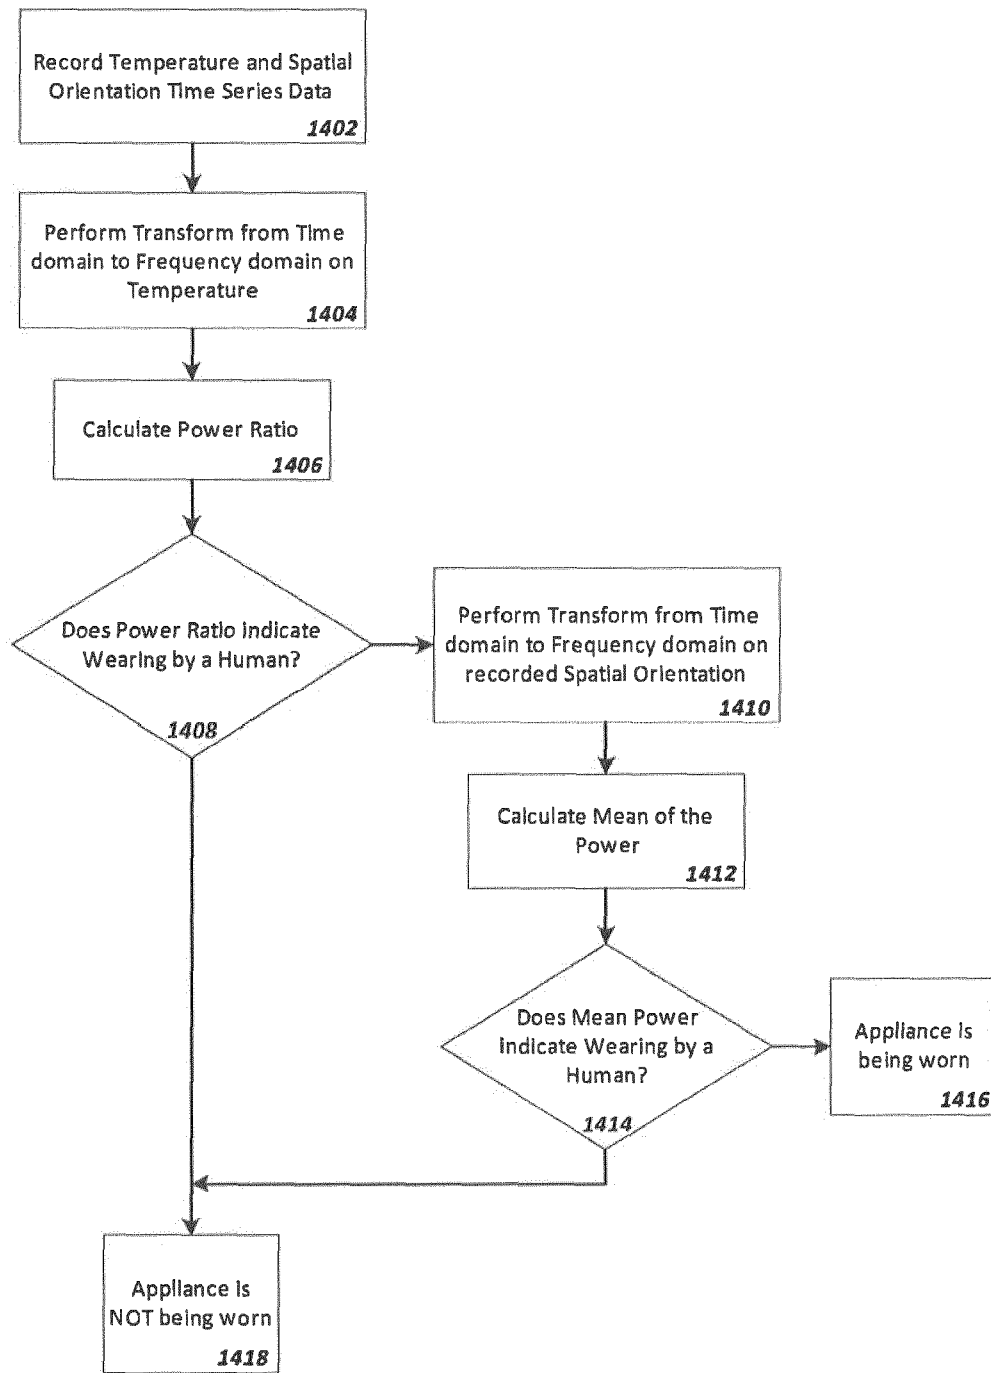 Record Temperature and Spatial
Orientation Time Series Data
1402
Perform Transform from Time
domain to Frequency domain on
Temperature
1404
Calculate Power Ratio
1406
Does Power Ratio indicate
Wearing by a Human?
1408
Perform Transform from Time
domain to Frequency domain on
recorded Spatial Orientation
1410
Calculate Mean of the
Power
1412
Does Mean Power
indicate Wearing by a
Human?
1414
Appliance is
being worn
1416
Appliance is
NOT being worn
1418